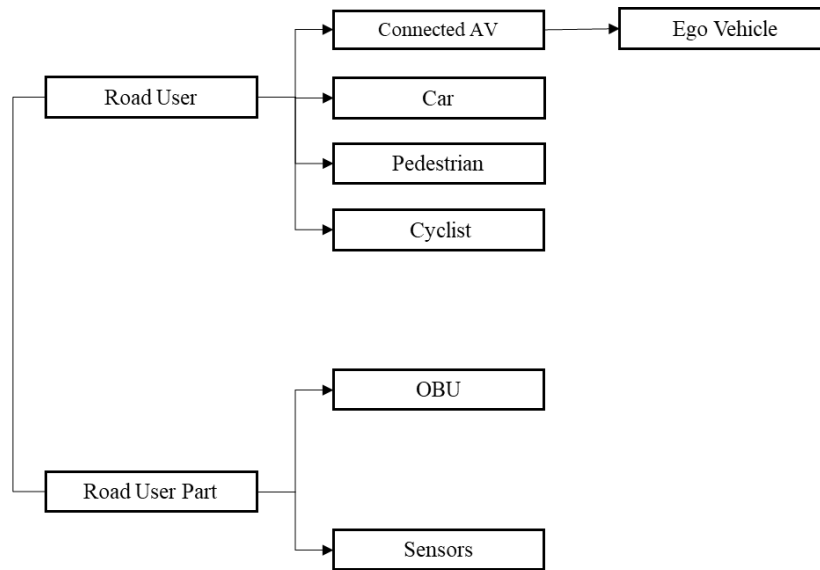 Connected AV
Ego Vehicle
Road User
Car
Pedestrian
Cyclist
OBU
Road User Part
Sensors